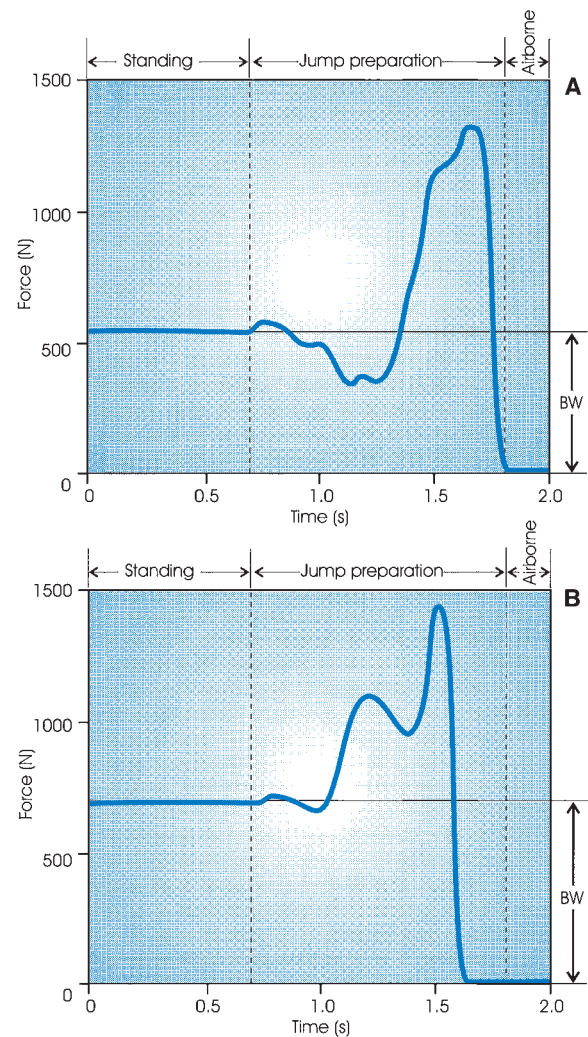 Standing Jump preparation Airborne
A
1500
1000
500
0
Force (N)
BW
0 0.5 1.0 1.5 2.0
Time (s)
Standing Jump preparation Airborne
B
1500
1000
500
0
Force (N)
BW
0 0.5 1.0 1.5 2.0
Time (s)